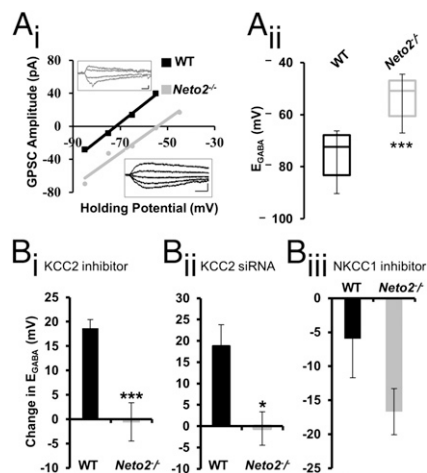 Ai
Aii
80
40
0
-40
-80
GPSC Amplitude (pA)
WT
Neto2-/-
-90 -80 -70 -60 -50 -40
Holding Potential (mV)
WT
Neto2-/-
− 40
− 60
− 80
− 100
EGABA (mV)
***
Bi KCC2 inhibitor
25
20
15
10
5
0
-5
-10
Change in EGABA (mV)
***
WT
Neto2-/-
Bii KCC2 siRNA
30
25
20
15
10
5
0
-5
-10
*
WT
Neto2-/-
Biii NKCC1 inhibitor
WT
Neto2-/-
0
-5
-10
-15
-20
-25